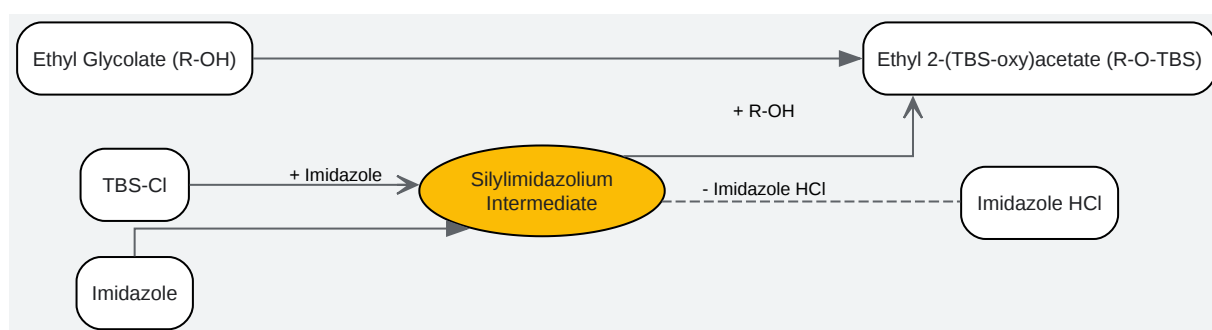 Ethyl Glycolate (R-OH)
Ethyl 2-(TBS-oxy)acetate (R-O-TBS)
+ R-OH
TBS-Cl
+ Imidazole
Silylimidazolium
Intermediate
- Imidazole HCl
Imidazole HCl
Imidazole